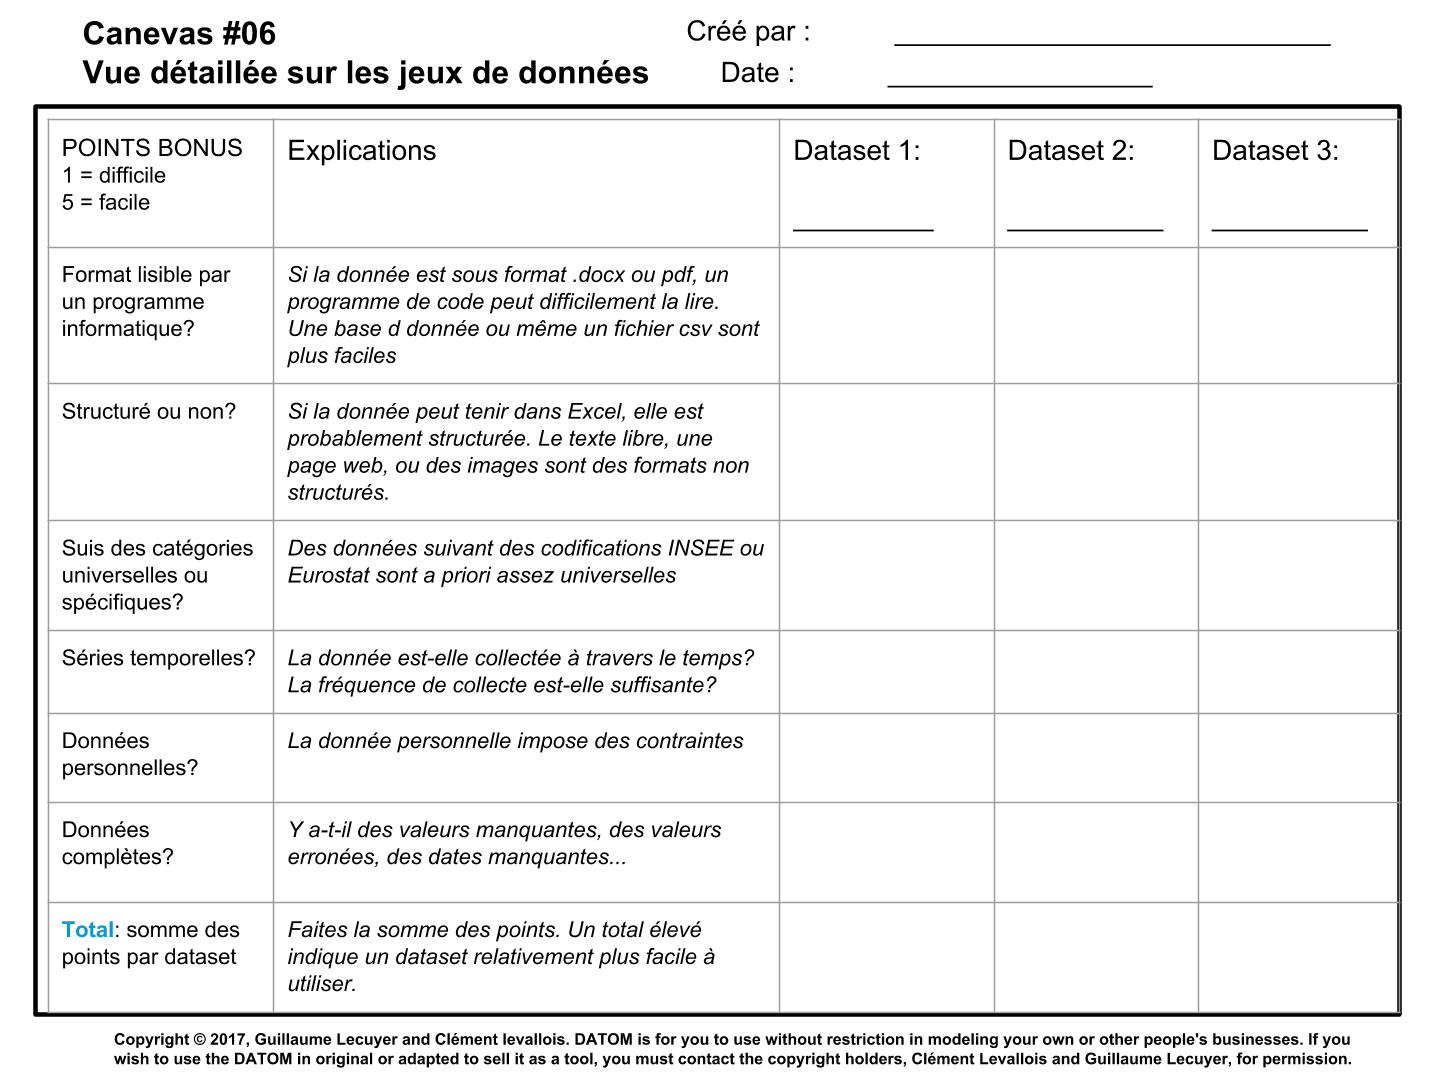 Canevas #06
Vue détaillée sur les jeux de données
Créé par :
Date :
POINTS BONUS
1 = difficile
5 = facile
Explications
Dataset 1:
Dataset 2:
Dataset 3:
Format lisible par
un programme
informatique?
Si la donnée est sous format .docx ou pdf, un
programme de code peut difficilement la lire.
Une base d donnée ou même un fichier csv sont
plus faciles
Structuré ou non?
Si la donnée peut tenir dans Excel, elle est
probablement structurée. Le texte libre, une
page web, ou des images sont des formats non
structurés.
Suis des catégories
universelles ou
spécifiques?
Des données suivant des codifications INSEE ou
Eurostat sont a priori assez universelles
Séries temporelles?
La donnée est-elle collectée à travers le temps?
La fréquence de collecte est-elle suffisante?
Données
personnelles?
La donnée personnelle impose des contraintes
Données
complètes?
Y a-t-il des valeurs manquantes, des valeurs
erronées, des dates manquantes...
Total: somme des
points par dataset
Faites la somme des points. Un total élevé
indique un dataset relativement plus facile à
utiliser.
Copyright © 2017, Guillaume Lecuyer and Clément levallois. DATOM is for you to use without restriction in modeling your own or other people's businesses. If you
wish to use the DATOM in original or adapted to sell it as a tool, you must contact the copyright holders, Clément Levallois and Guillaume Lecuyer, for permission.